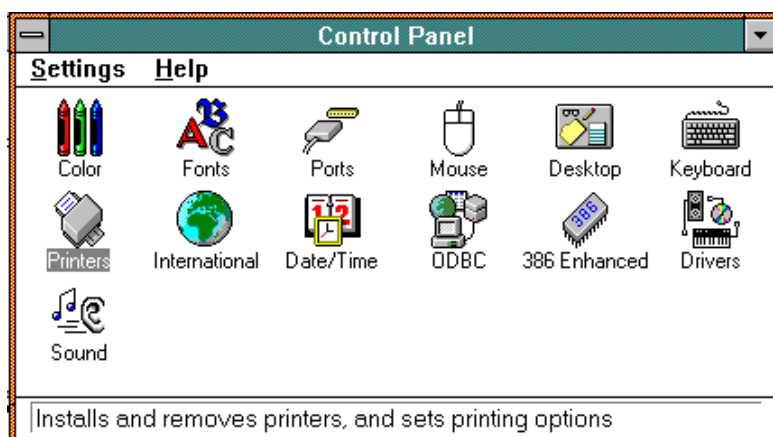 Control Panel
Settings Help
Color Fonts Ports Mouse Desktop Keyboard
Printers International Date/Time ODBC 386 Enhanced Drivers
Sound
Installs and removes printers, and sets printing options